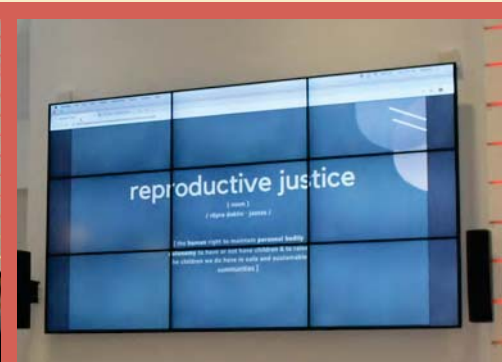 reproductive justice
[ noun ]
[ the human right to maintain personal bodily
autonomy to have or not have children & to raise
the children we do have in safe and sustainable
communities ]